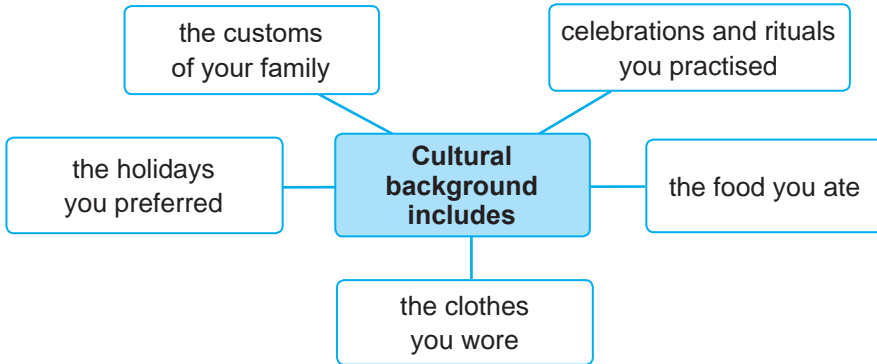 the customs
of your family
celebrations and rituals
you practised
Cultural
background
includes
the holidays
you preferred
the food you ate
the clothes
you wore